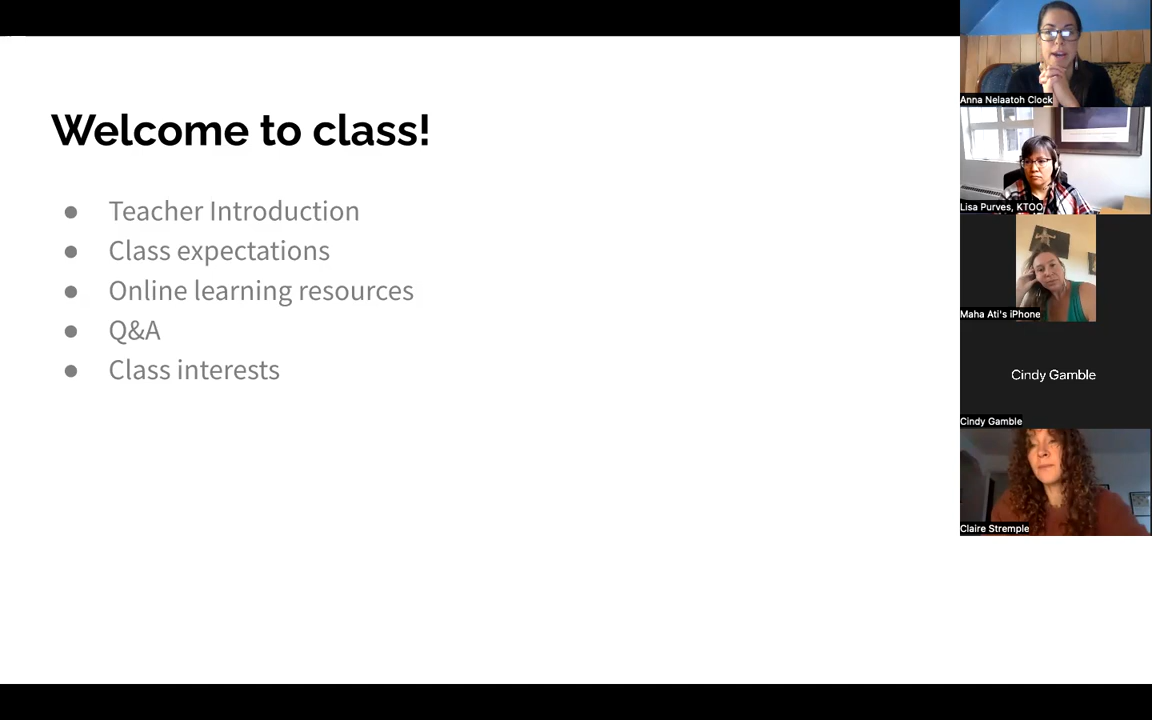 Welcome to class!
● Teacher Introduction
● Class expectations
● Online learning resources
● Q&A
● Class interests
Anna Nelaatoh Clock
Lisa Purves, KTOO
Maha Ati's iPhone
Cindy Gamble
Cindy Gamble
Claire Stremple